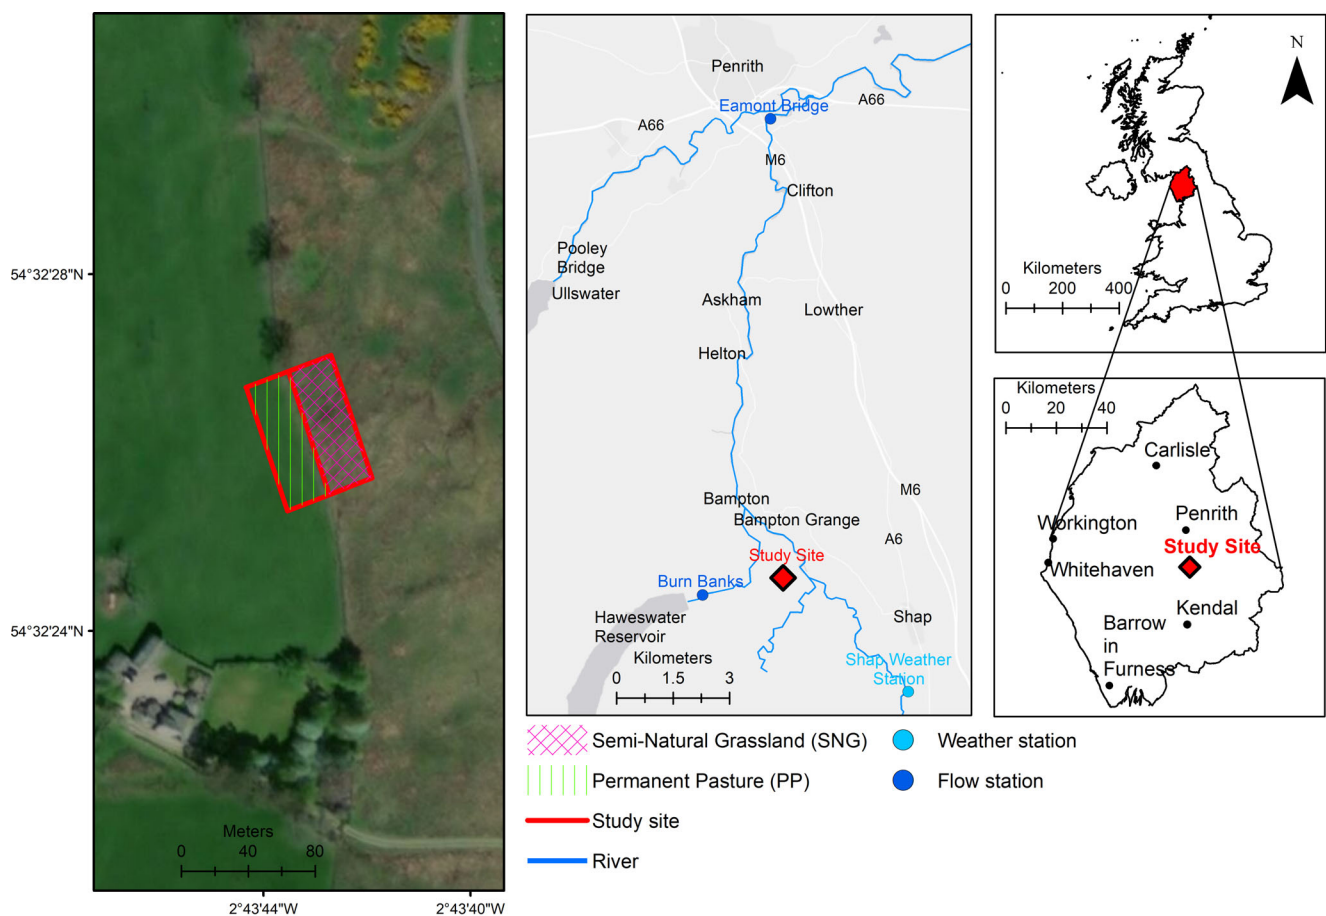 54°32'28"N
54°32'24"N
Meters
0 40 80
2°43'44"W
2°43'40"W
Penrith
Eamont Bridge
A66
A66
M6
Clifton
Pooley
Bridge
Ullswater
Askham
Lowther
Helton
Bampton
M6
Bampton Grange
A6
Study Site
Burn Banks
Haweswater
Reservoir
Shap
Kilometers
0 1.5 3
Shap Weather
Station
N
Kilometers
0 200 400
Kilometers
0 20 40
Carlisle
Workington
Penrith
Study Site
Whitehaven
Kendal
Barrow
in
Furness
Semi-Natural Grassland (SNG)
Permanent Pasture (PP)
Study site
River
Weather station
Flow station